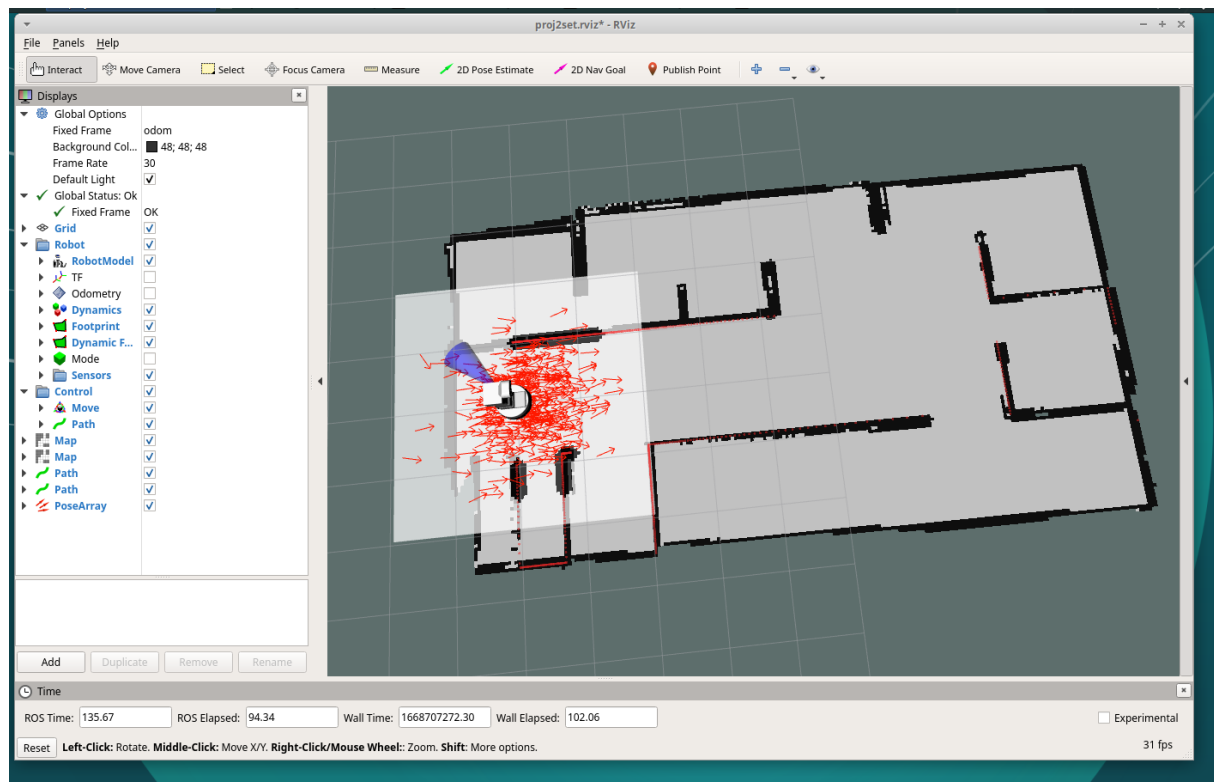 proj2set.rviz* - RViz
File Panels Help
Interact Move Camera Select Focus Camera Measure 2D Pose Estimate 2D Nav Goal Publish Point
Displays
Global Options
Fixed Frame odom
Background Col... 48; 48; 48
Frame Rate 30
Default Light
Global Status: Ok
Fixed Frame OK
Grid
Robot
RobotModel
TF
Odometry
Dynamics
Footprint
Dynamic F...
Mode
Sensors
Control
Move
Path
Map
Map
Path
Path
PoseArray
Add Duplicate Remove Rename
Time
ROS Time: 135.67 ROS Elapsed: 94.34 Wall Time: 1668707272.30 Wall Elapsed: 102.06 Experimental
Reset Left-Click: Rotate. Middle-Click: Move X/Y. Right-Click/Mouse Wheel:: Zoom. Shift: More options. 31 fps